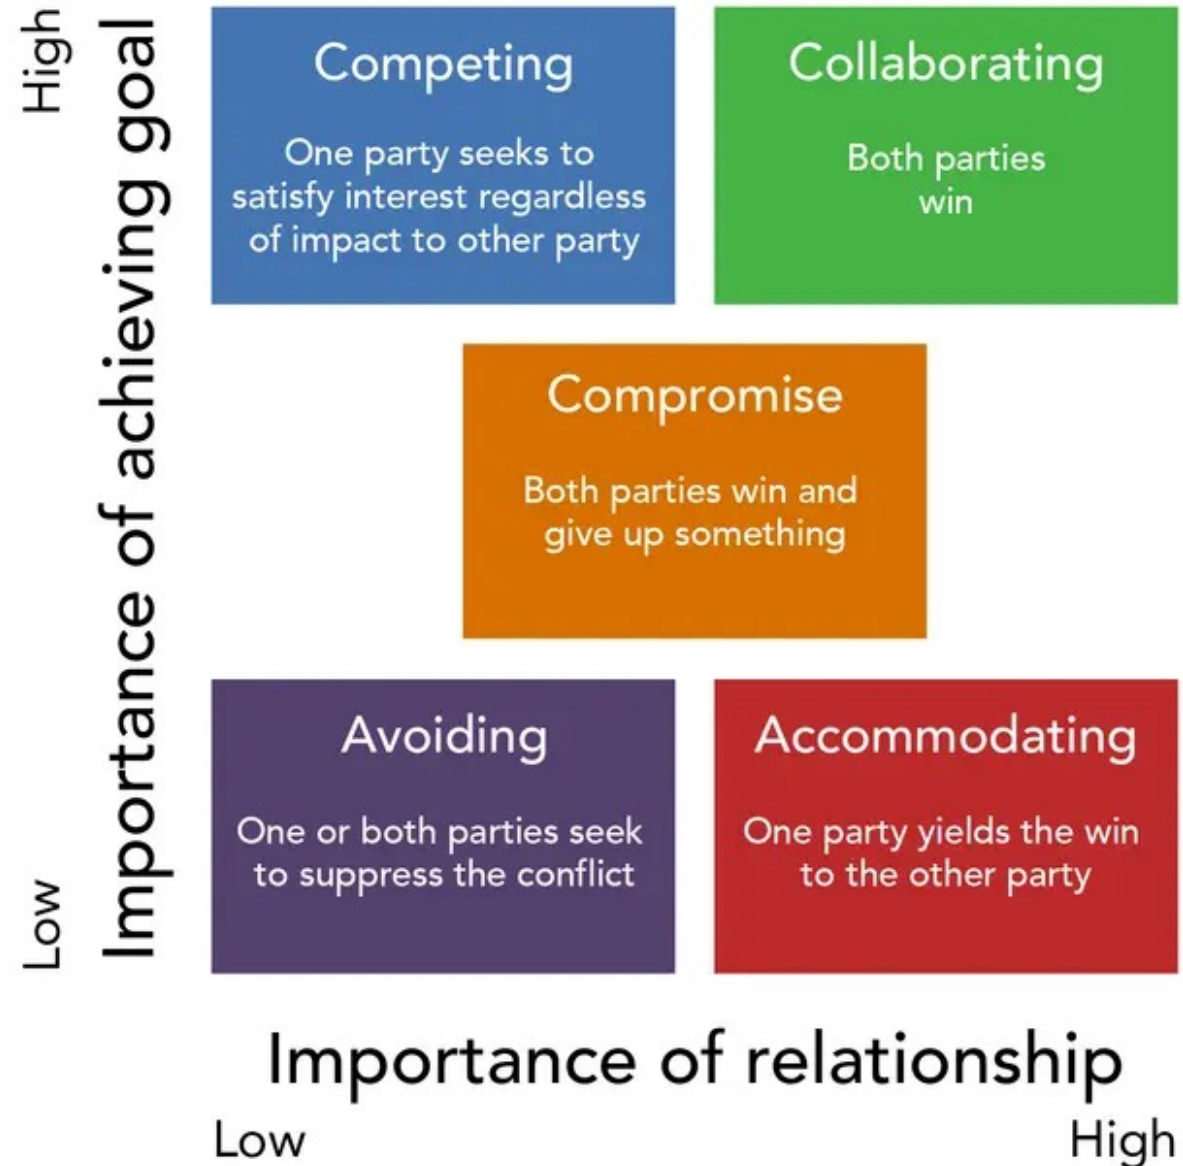 High
Importance of achieving goal
Low
Competing
One party seeks to
satisfy interest regardless
of impact to other party
Collaborating
Both parties
win
Compromise
Both parties win and
give up something
Avoiding
One or both parties seek
to suppress the conflict
Accommodating
One party yields the win
to the other party
Importance of relationship
Low
High